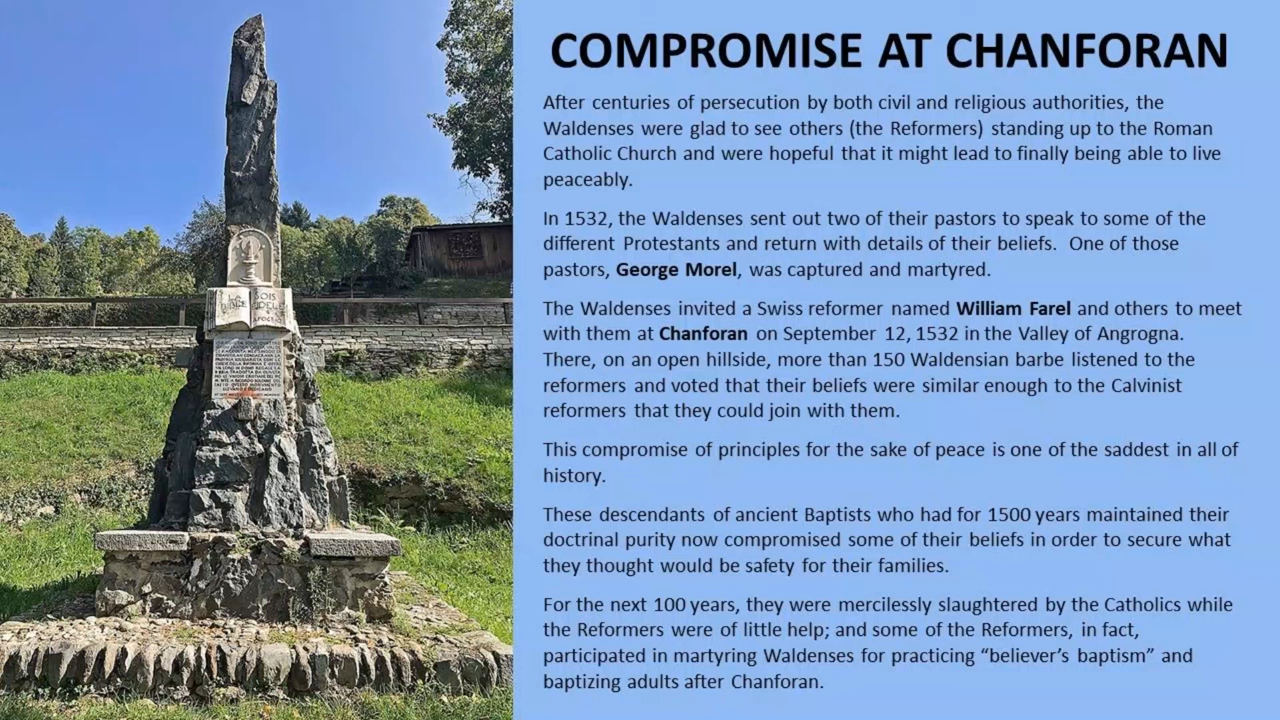 COMPROMISE AT CHANFORAN
After centuries of persecution by both civil and religious authorities, the
Waldenses were glad to see others (the Reformers) standing up to the Roman
Catholic Church and were hopeful that it might lead to finally being able to live
peaceably.
In 1532, the Waldenses sent out two of their pastors to speak to some of the
different Protestants and return with details of their beliefs. One of those
pastors, George Morel, was captured and martyred.
The Waldenses invited a Swiss reformer named William Farel and others to meet
with them at Chanforan on September 12, 1532 in the Valley of Angrogna.
There, on an open hillside, more than 150 Waldensian barbe listened to the
reformers and voted that their beliefs were similar enough to the Calvinist
reformers that they could join with them.
This compromise of principles for the sake of peace is one of the saddest in all of
history.
These descendants of ancient Baptists who had for 1500 years maintained their
doctrinal purity now compromised some of their beliefs in order to secure what
they thought would be safety for their families.
For the next 100 years, they were mercilessly slaughtered by the Catholics while
the Reformers were of little help; and some of the Reformers, in fact,
participated in martyring Waldenses for practicing “believer’s baptism” and
baptizing adults after Chanforan.
LA
BIBLE
SOIS
FIDELE